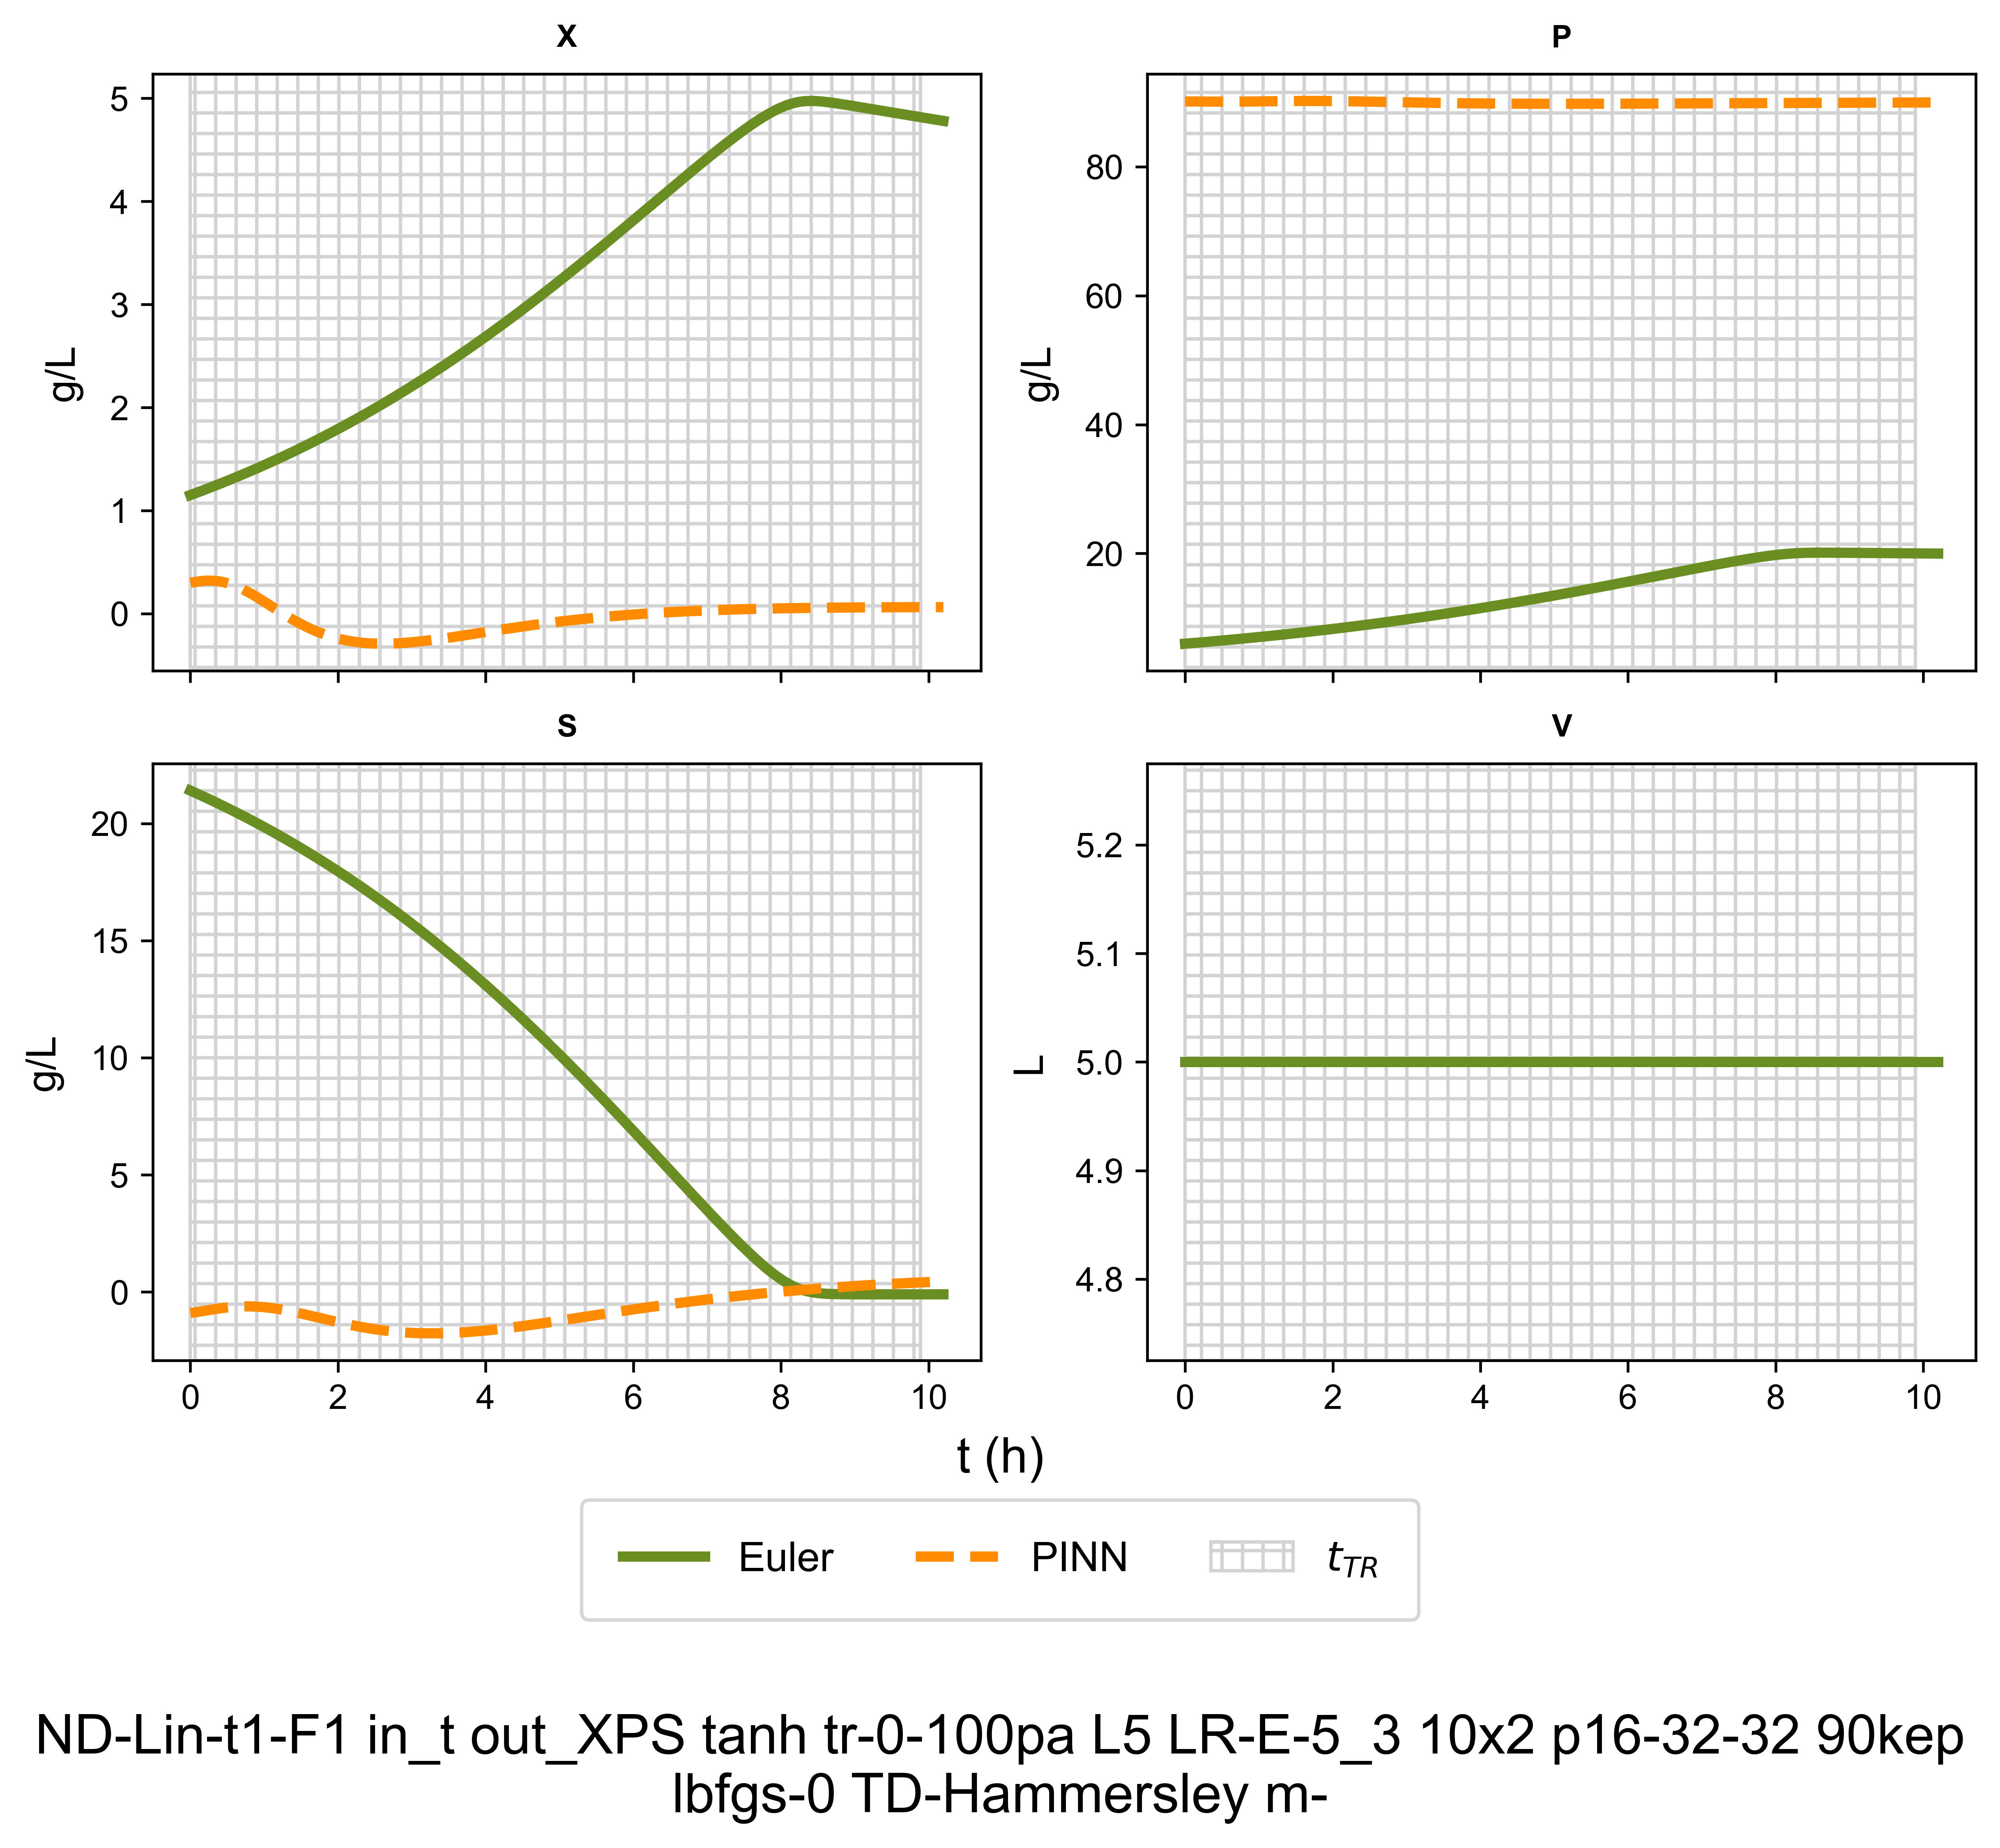 X
P
5
4
3
2
1
0
g/L
80
60
40
20
g/L
S
V
20
15
10
5
0
g/L
5.2
5.1
5.0
4.9
4.8
L
0 2 4 6 8 10
0 2 4 6 8 10
t (h)
Euler PINN t_TR
ND-Lin-t1-F1 in_t out_XPS tanh tr-0-100pa L5 LR-E-5_3 10x2 p16-32-32 90kep
lbfgs-0 TD-Hammersley m-